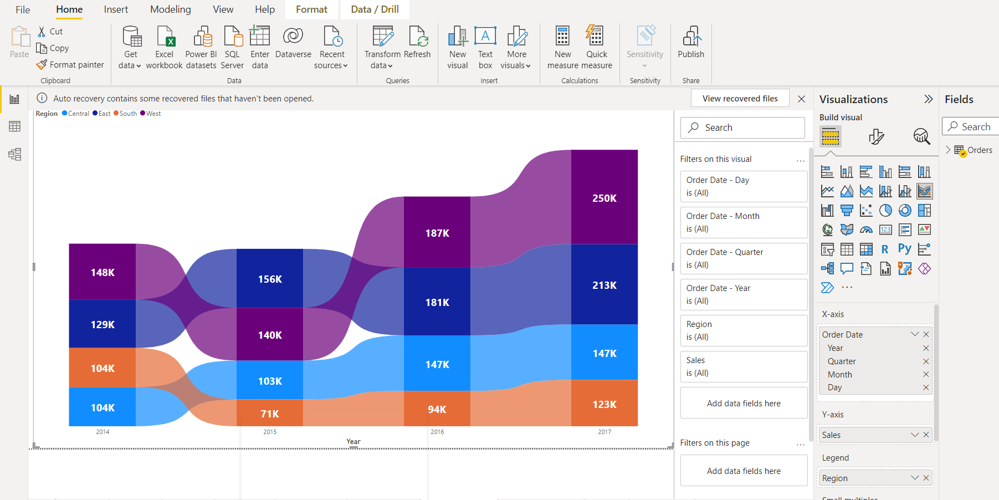 File Home Insert Modeling View Help Format Data / Drill
Paste
Cut
Copy
Format painter
Clipboard
Get data
Excel workbook
Power BI datasets
SQL Server
Enter data
Dataverse
Recent sources
Data
Transform data
Refresh
Queries
New visual
Text box
More visuals
Insert
New measure
Quick measure
Calculations
Sensitivity
Sensitivity
Publish
Share
Auto recovery contains some recovered files that haven't been opened.
View recovered files
Region Central East South West
148K
129K
104K
104K
156K
140K
103K
71K
187K
181K
147K
94K
250K
213K
147K
123K
2014 2015 2016 2017
Year
Search
Filters on this visual ...
Order Date - Day
is (All)
Order Date - Month
is (All)
Order Date - Quarter
is (All)
Order Date - Year
is (All)
Region
is (All)
Sales
is (All)
Add data fields here
Filters on this page ...
Add data fields here
Visualizations
Build visual
123
R
Py
...
X-axis
Order Date
Year
Quarter
Month
Day
Y-axis
Sales
Legend
Region
Small multiples
Fields
Search
Orders